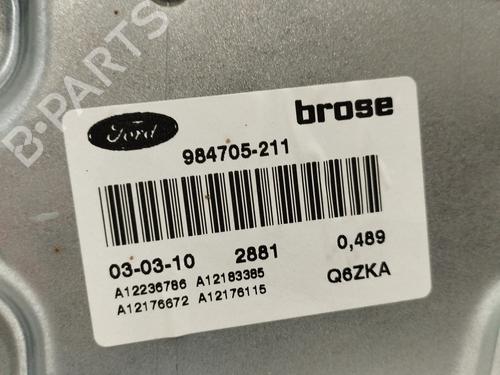 B-PARTS
Ford
brose
984705-211
03-03-10 2881 0,489
A12236786 A12183385 Q6ZKA
A12176672 A12176115